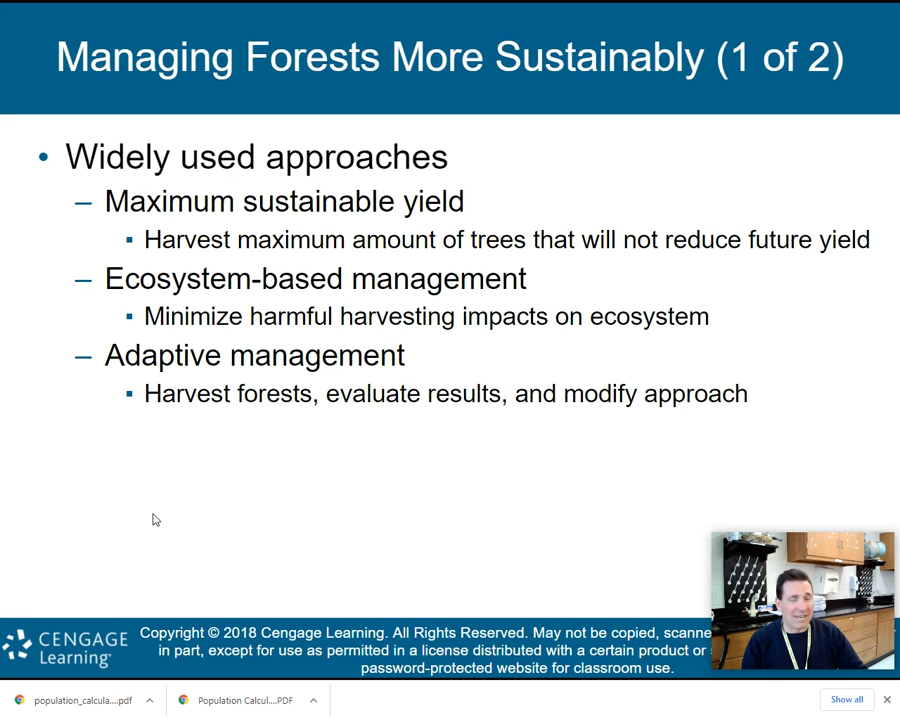 Managing Forests More Sustainably (1 of 2)
• Widely used approaches
– Maximum sustainable yield
▪ Harvest maximum amount of trees that will not reduce future yield
– Ecosystem-based management
▪ Minimize harmful harvesting impacts on ecosystem
– Adaptive management
▪ Harvest forests, evaluate results, and modify approach
CENGAGE
Learning®
Copyright © 2018 Cengage Learning. All Rights Reserved. May not be copied,
in part, except for use as permitted in a license distributed with a certain product or
password-protected website for classroom use.
population_calcula....pdf
Population Calcul....PDF
Show all